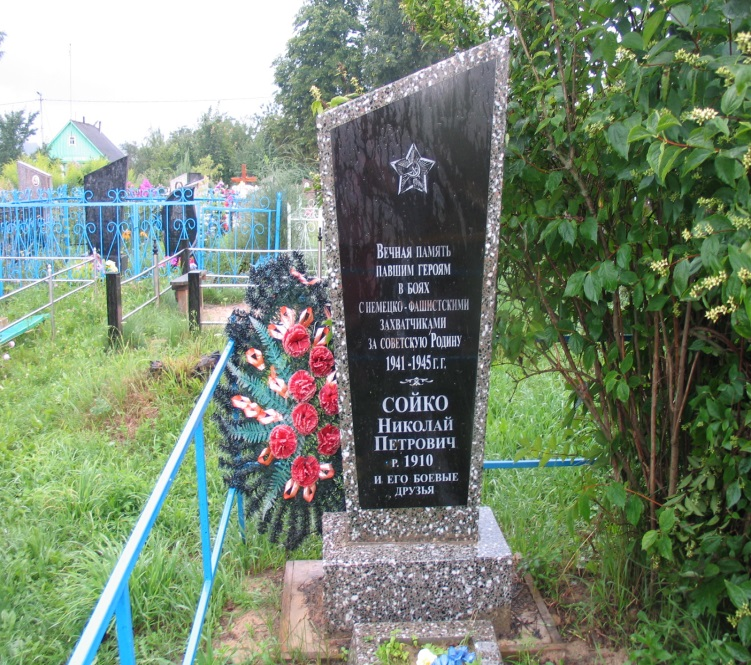 Вечная память
павшим героям
в боях
с немецко-фашистскими
захватчиками
за советскую Родину
1941-1945 г.г.
СОЙКО
Николай
Петрович
р. 1910
и его боевые
друзья